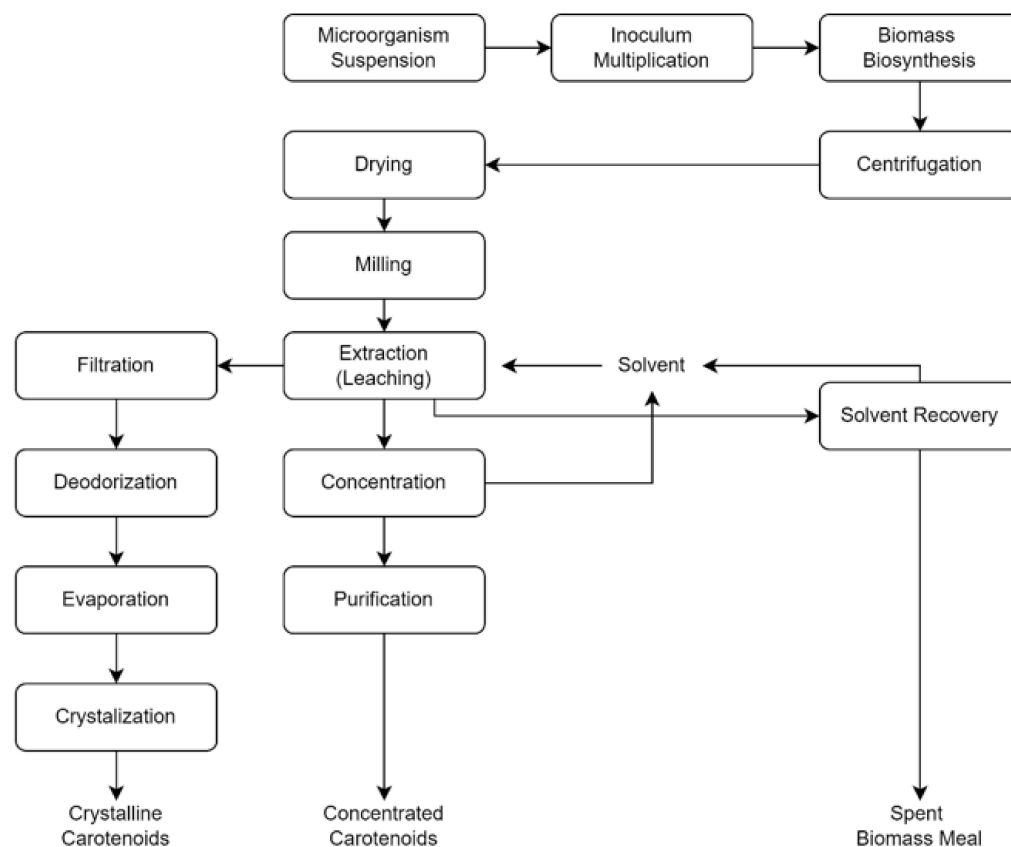 Microorganism
Suspension
Inoculum
Multiplication
Biomass
Biosynthesis
Drying
Centrifugation
Milling
Filtration
Extraction
(Leaching)
Solvent
Solvent Recovery
Deodorization
Concentration
Evaporation
Purification
Crystalization
Crystalline
Carotenoids
Concentrated
Carotenoids
Spent
Biomass Meal